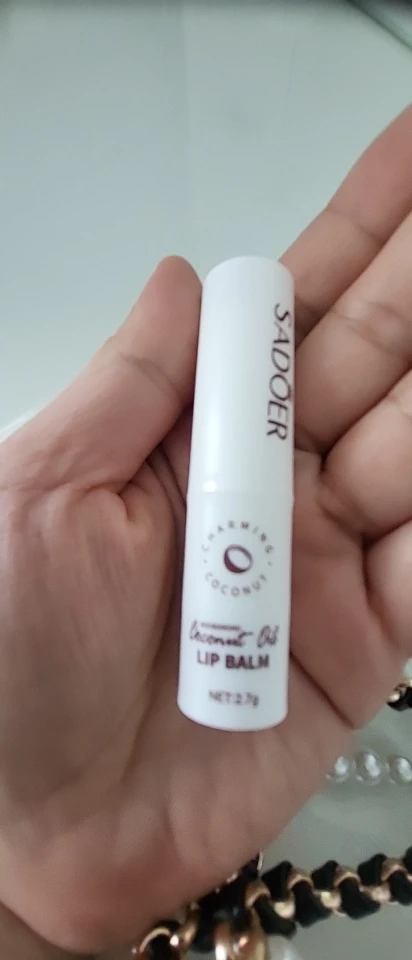 SADOER
CHARMING
COCONUT
Coconut Oil
LIP BALM
NET:2.7g